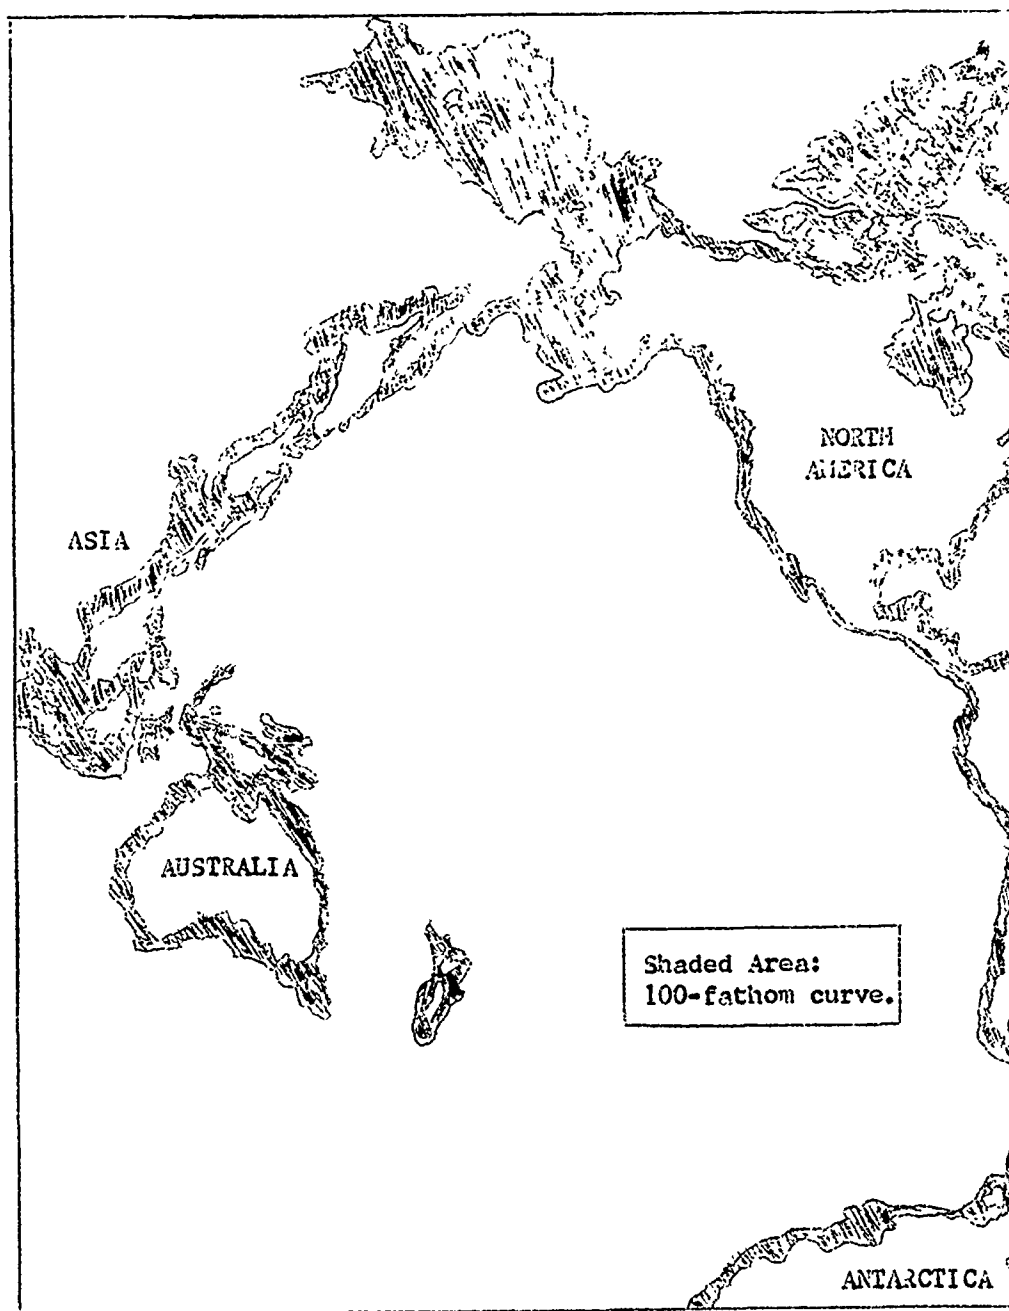 NORTH
AMERICA
ASIA
AUSTRALIA
Shaded Area:
100-fathom curve.
ANTARCTICA